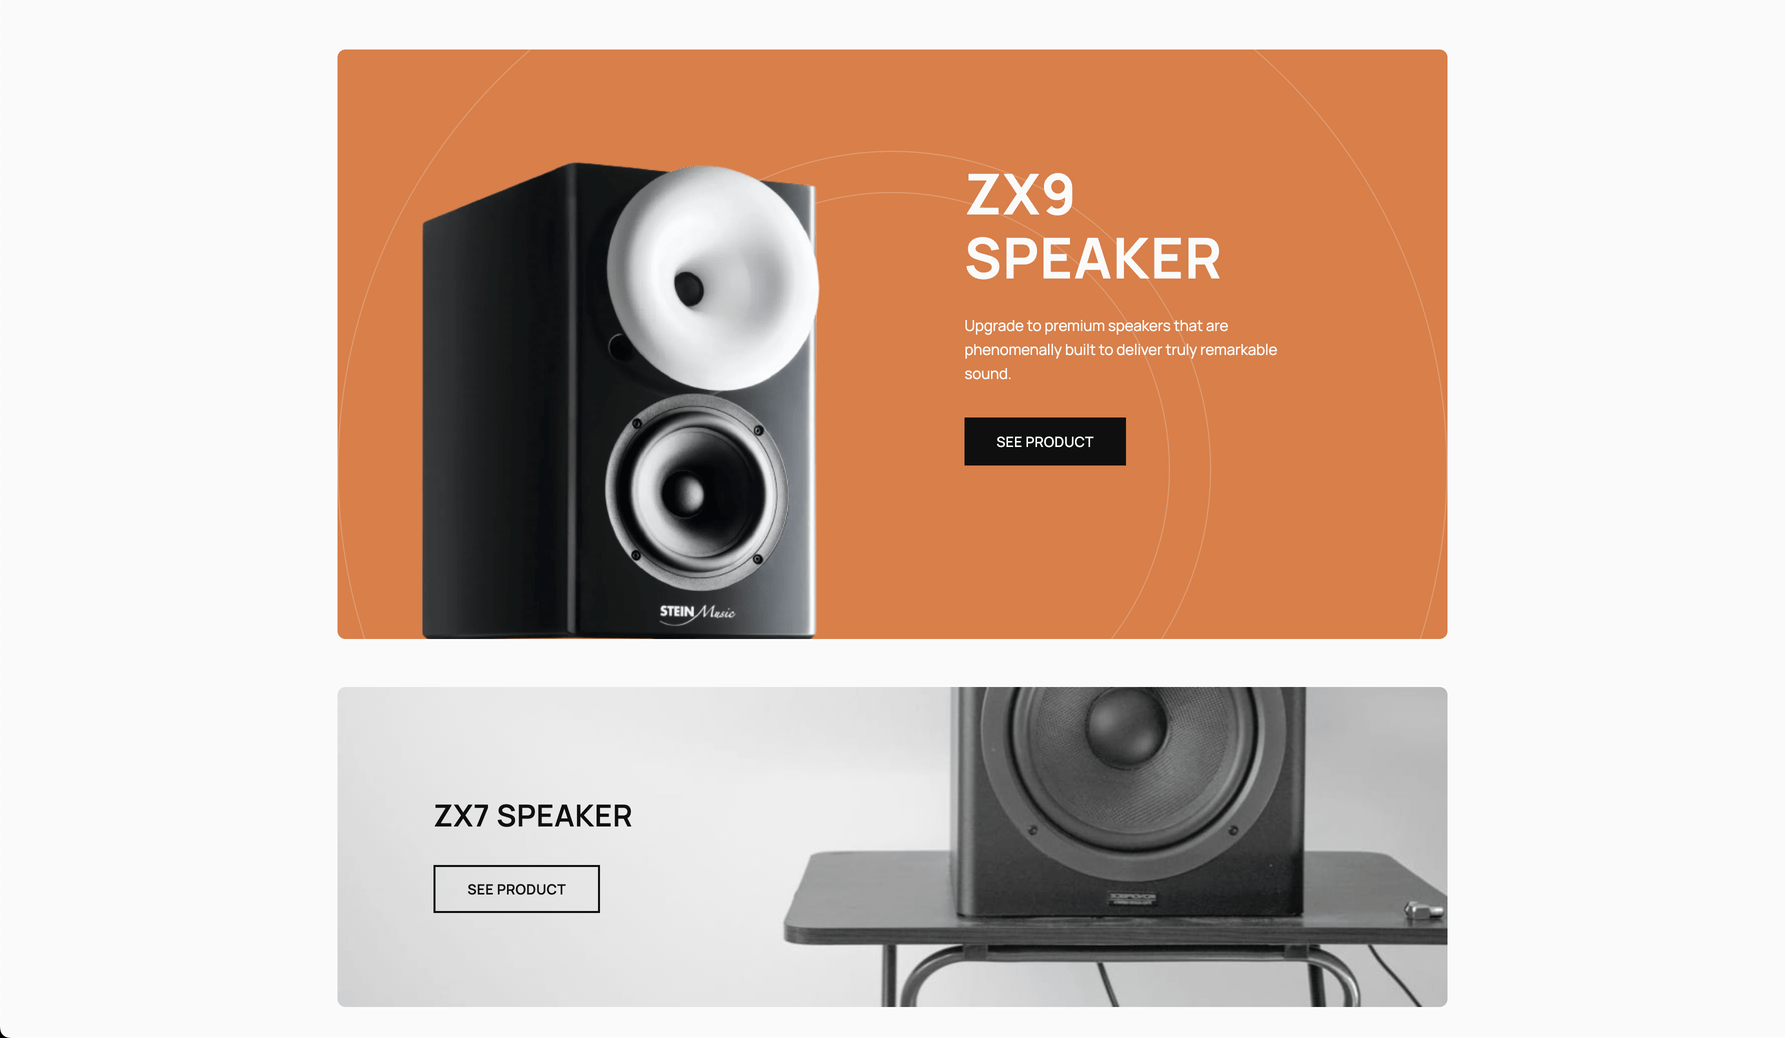 ZX9
SPEAKER
Upgrade to premium speakers that are
phenomenally built to deliver truly remarkable
sound.
SEE PRODUCT
STEIN Music
ZX7 SPEAKER
SEE PRODUCT